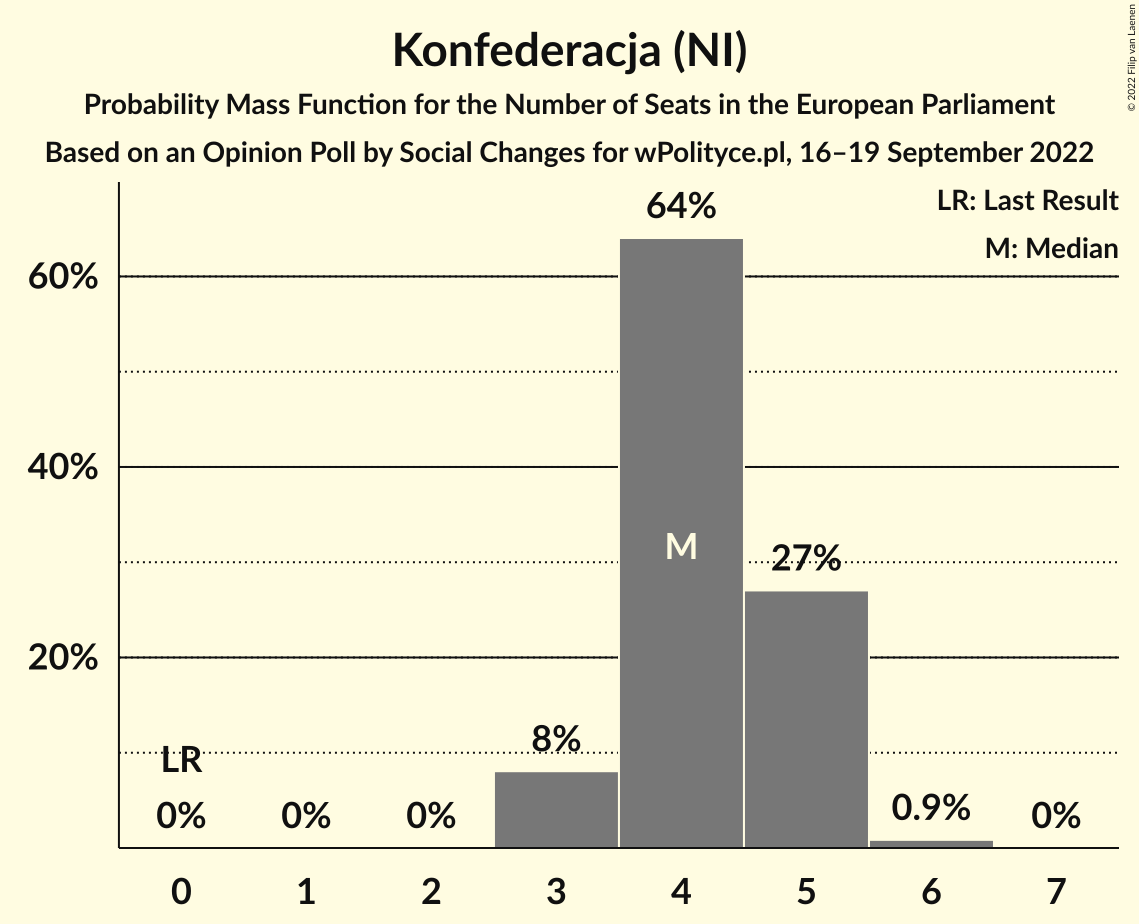 Konfederacja (NI)
Probability Mass Function for the Number of Seats in the European Parliament
Based on an Opinion Poll by Social Changes for wPolityce.pl, 16–19 September 2022
© 2022 Filip van Laenen
LR: Last Result
M: Median
64%
60%
40%
M
27%
20%
8%
LR
0% 0% 0% 0.9% 0%
0 1 2 3 4 5 6 7